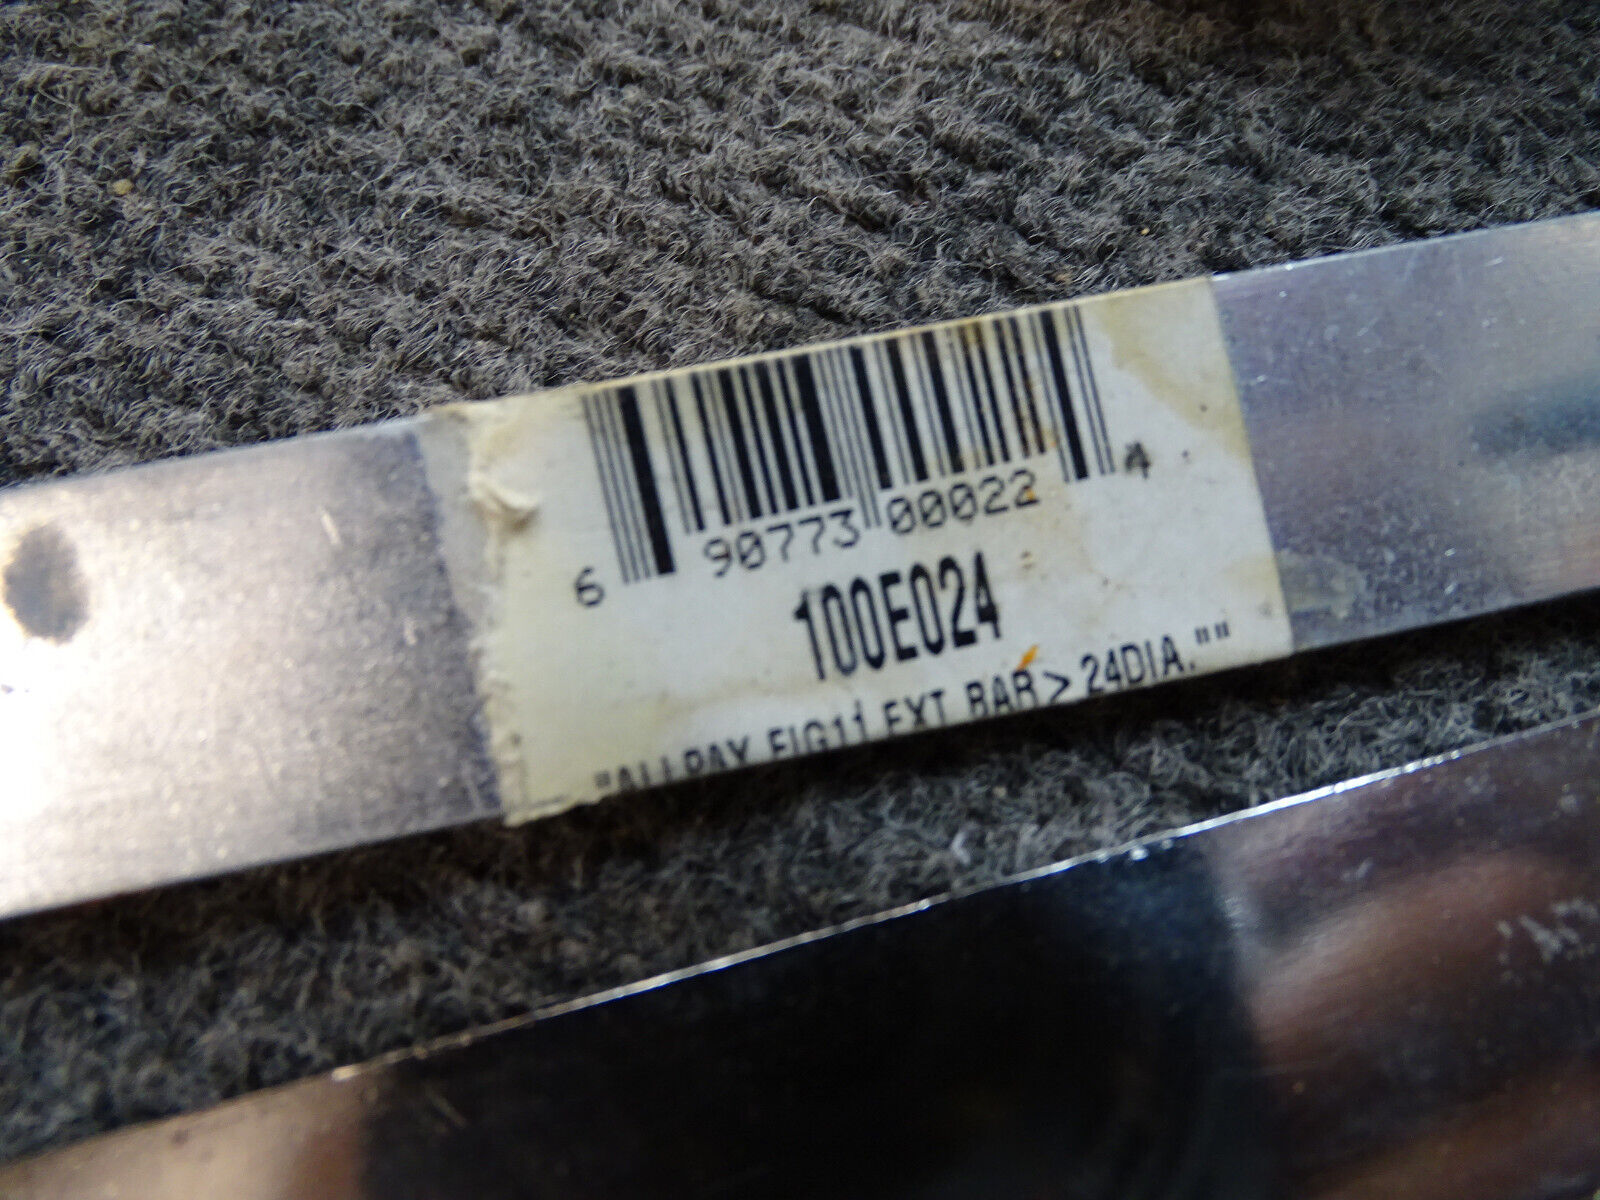 6 90773 00022 4
100E024
"ALLPAX FIG11 EXT BAR> 24DIA.""